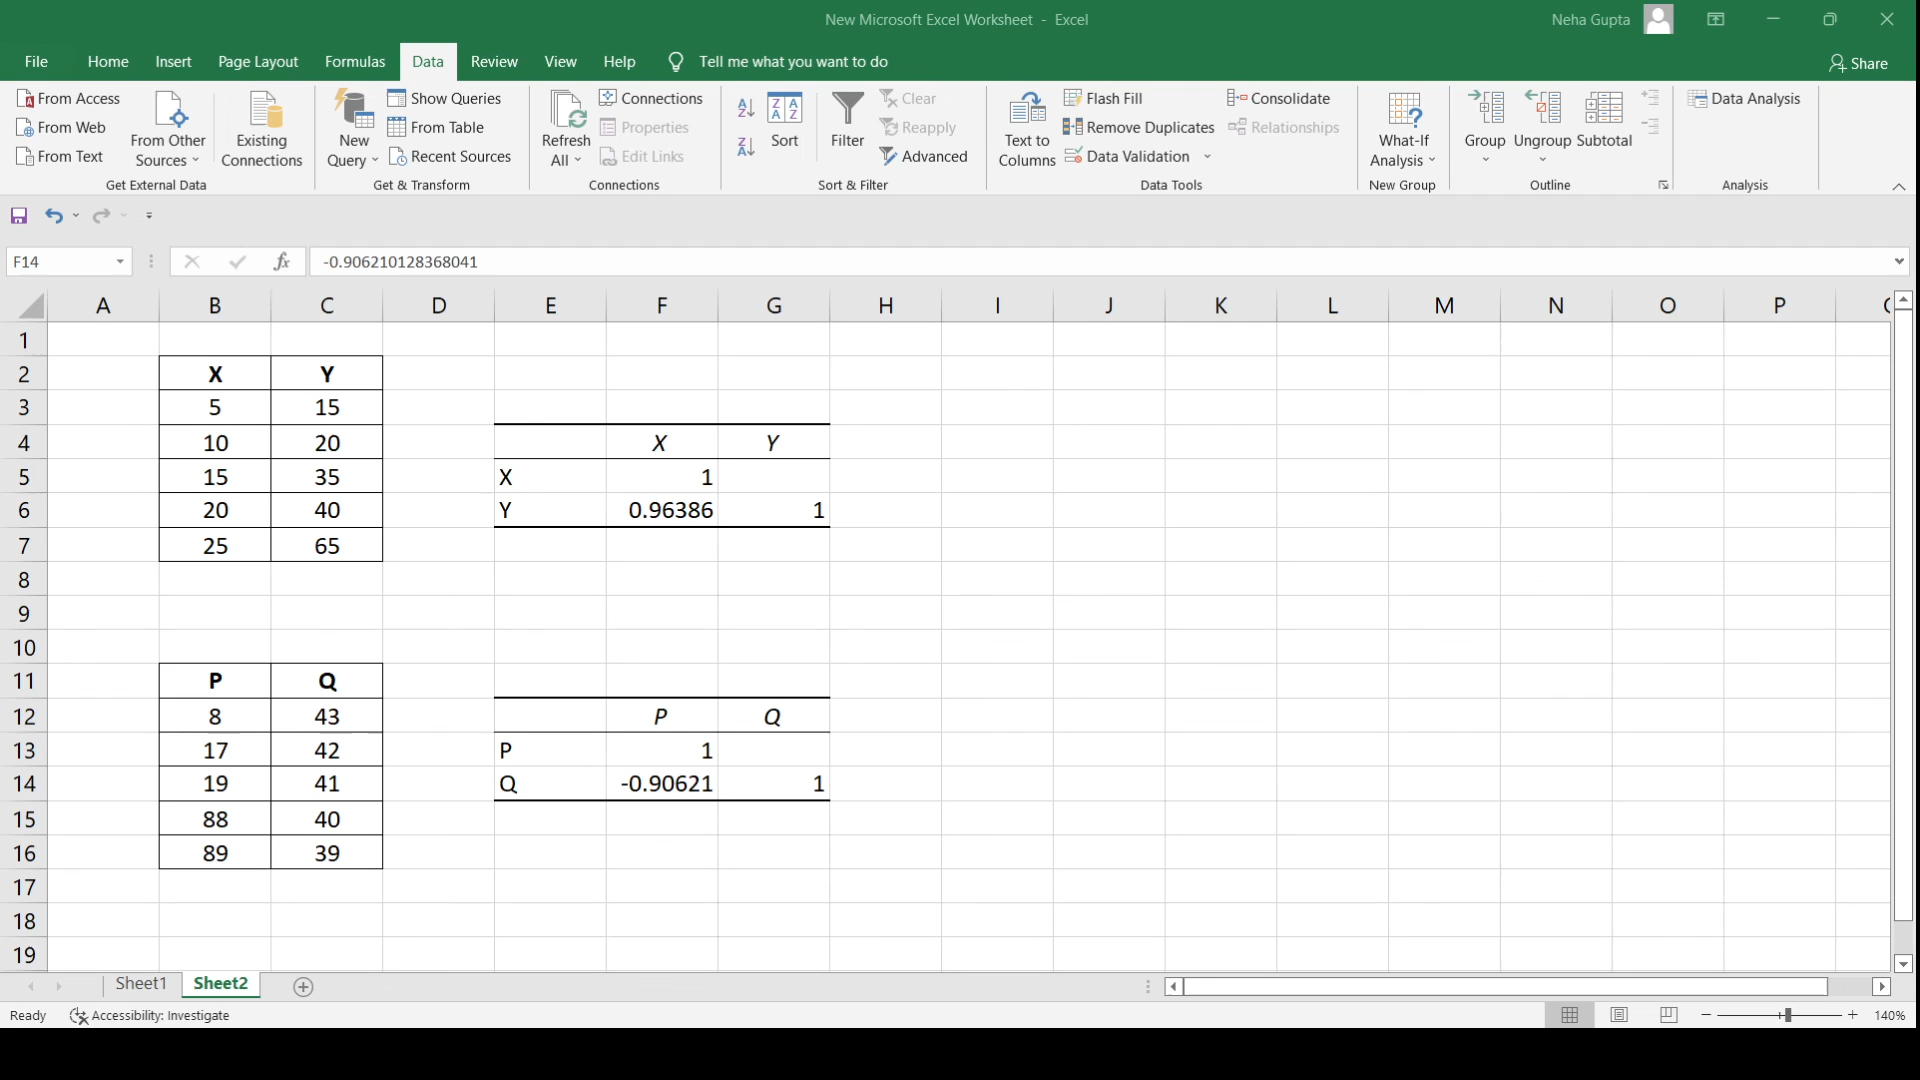 New Microsoft Excel Worksheet - Excel
Neha Gupta
File Home Insert Page Layout Formulas Data Review View Help Tell me what you want to do
Share
From Access
From Web
From Text
From Other
Sources
Existing
Connections
Get External Data
New
Query
Show Queries
From Table
Recent Sources
Get & Transform
Refresh
All
Connections
Properties
Edit Links
Connections
Sort
Filter
Clear
Reapply
Advanced
Sort & Filter
Text to
Columns
Flash Fill
Remove Duplicates
Data Validation
Consolidate
Relationships
Data Tools
What-If
Analysis
New Group
Group
Ungroup
Subtotal
Outline
Data Analysis
Analysis
F14
fx
-0.906210128368041
A B C D E F G H I J K L M N O P
1
2 X Y
3 5 15
4 10 20 X Y
5 15 35 X 1
6 20 40 Y 0.96386 1
7 25 65
8
9
10
11 P Q
12 8 43 P Q
13 17 42 P 1
14 19 41 Q -0.90621 1
15 88 40
16 89 39
17
18
19
Sheet1 Sheet2
Ready Accessibility: Investigate
140%